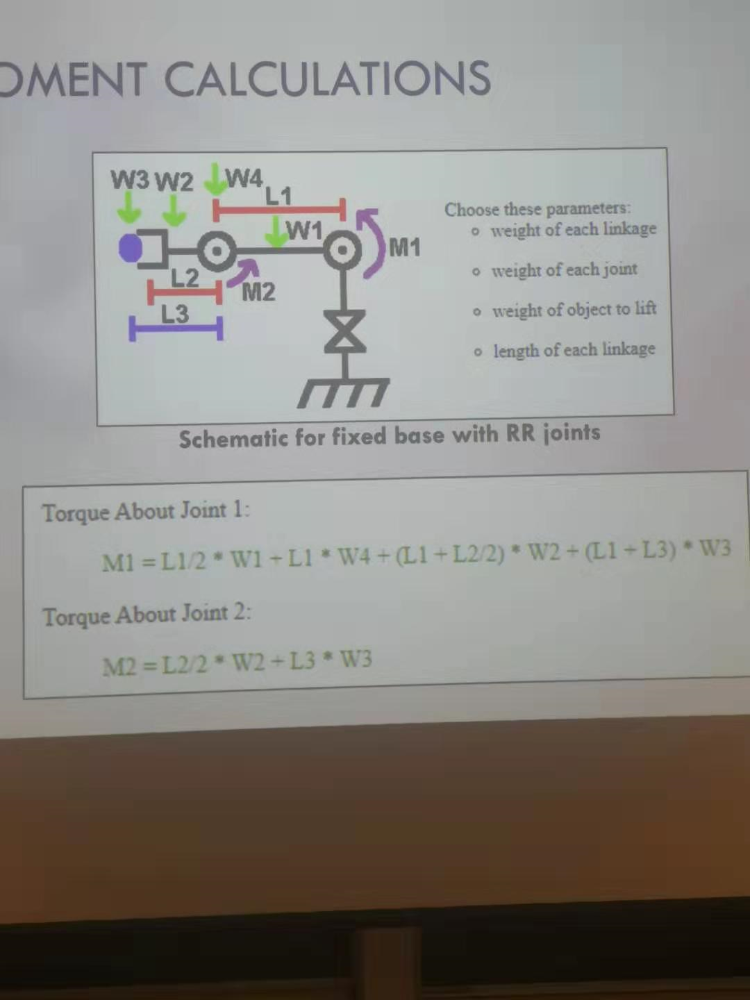 OMENT CALCULATIONS
W3 W2 W4
L1
W1
M1
L2
M2
L3
Choose these parameters:
weight of each linkage
weight of each joint
weight of object to lift
length of each linkage
Schematic for fixed base with RR joints
Torque About Joint 1:
M1 = L1/2 * W1 + L1 * W4 + (L1 + L2/2) * W2 + (L1 + L3) * W3
Torque About Joint 2:
M2 = L2/2 * W2 + L3 * W3